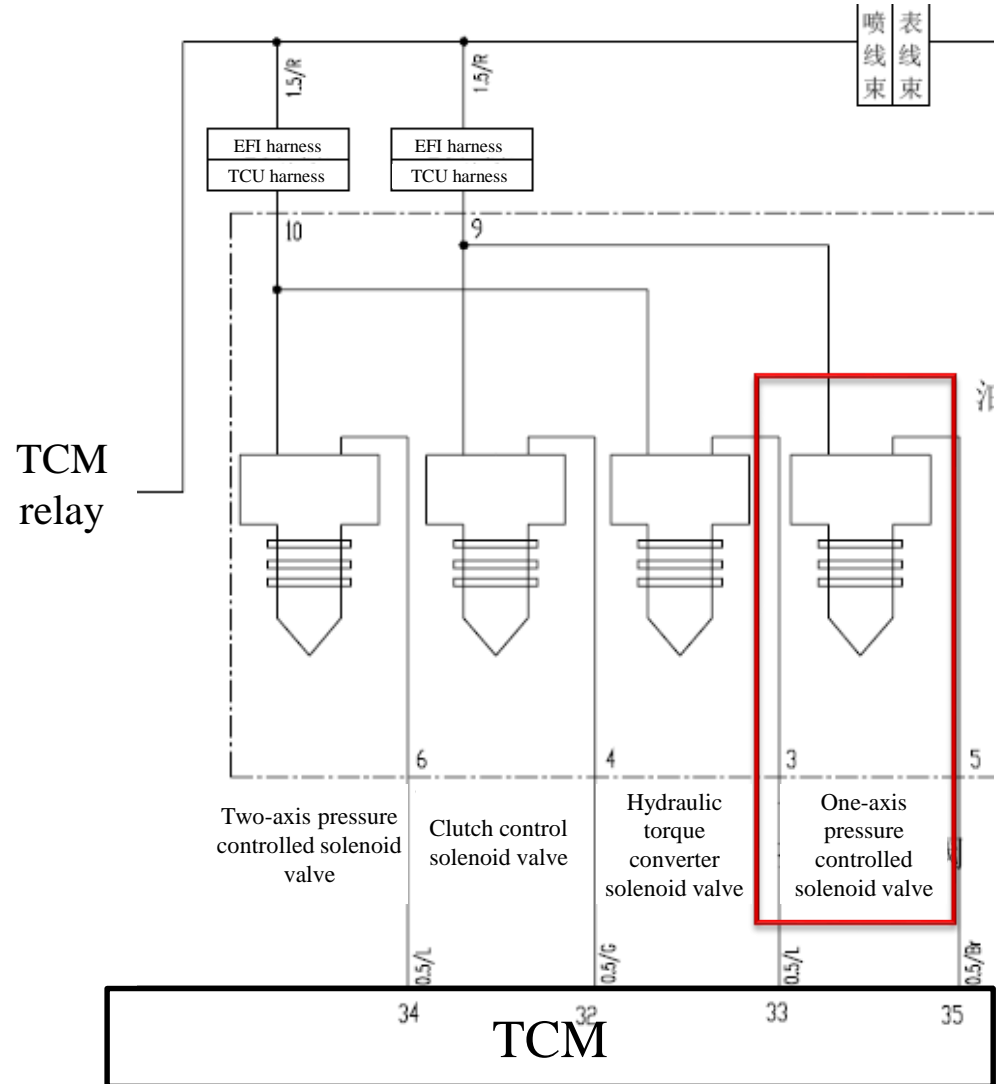 喷线束
表线束
1.5/R
1.5/R
EFI harness
TCU harness
EFI harness
TCU harness
10
9
TCM
relay
6
4
3
5
Two-axis pressure
controlled solenoid
valve
Clutch control
solenoid valve
Hydraulic
torque
converter
solenoid valve
One-axis
pressure
controlled
solenoid valve
0.5/L
0.5/G
0.5/L
0.5/Br
34
32
33
35
TCM